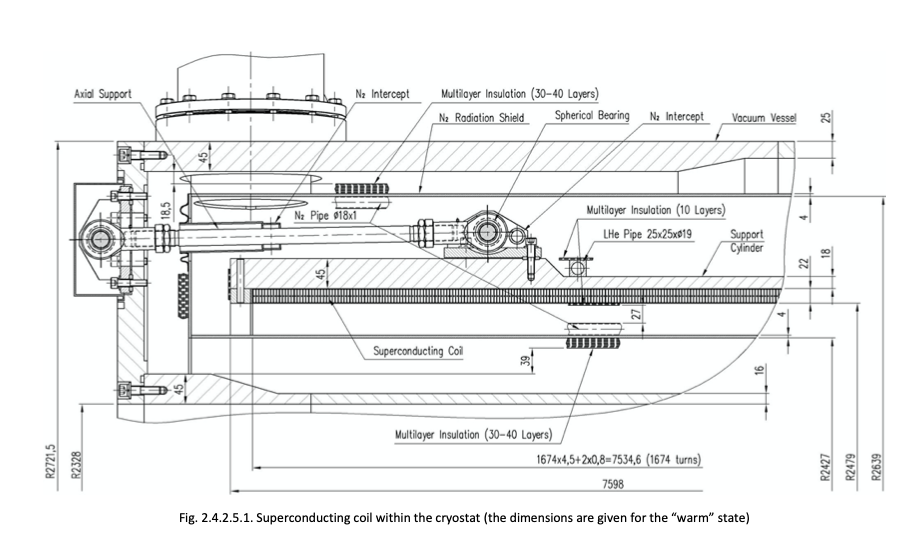 Axial Support
N₂ Intercept
Multilayer Insulation (30-40 Layers)
N₂ Radiation Shield
Spherical Bearing
N₂ Intercept
Vacuum Vessel
25
45
18,5
N₂ Pipe ø18x1
Multilayer Insulation (10 Layers)
LHe Pipe 25x25xø19
Support
Cylinder
4
18
22
45
27
4
Superconducting Coil
39
45
16
Multilayer Insulation (30-40 Layers)
1674x4,5+2x0,8=7534,6 (1674 turns)
7598
R2721,5
R2328
R2427
R2479
R2639
Fig. 2.4.2.5.1. Superconducting coil within the cryostat (the dimensions are given for the “warm” state)